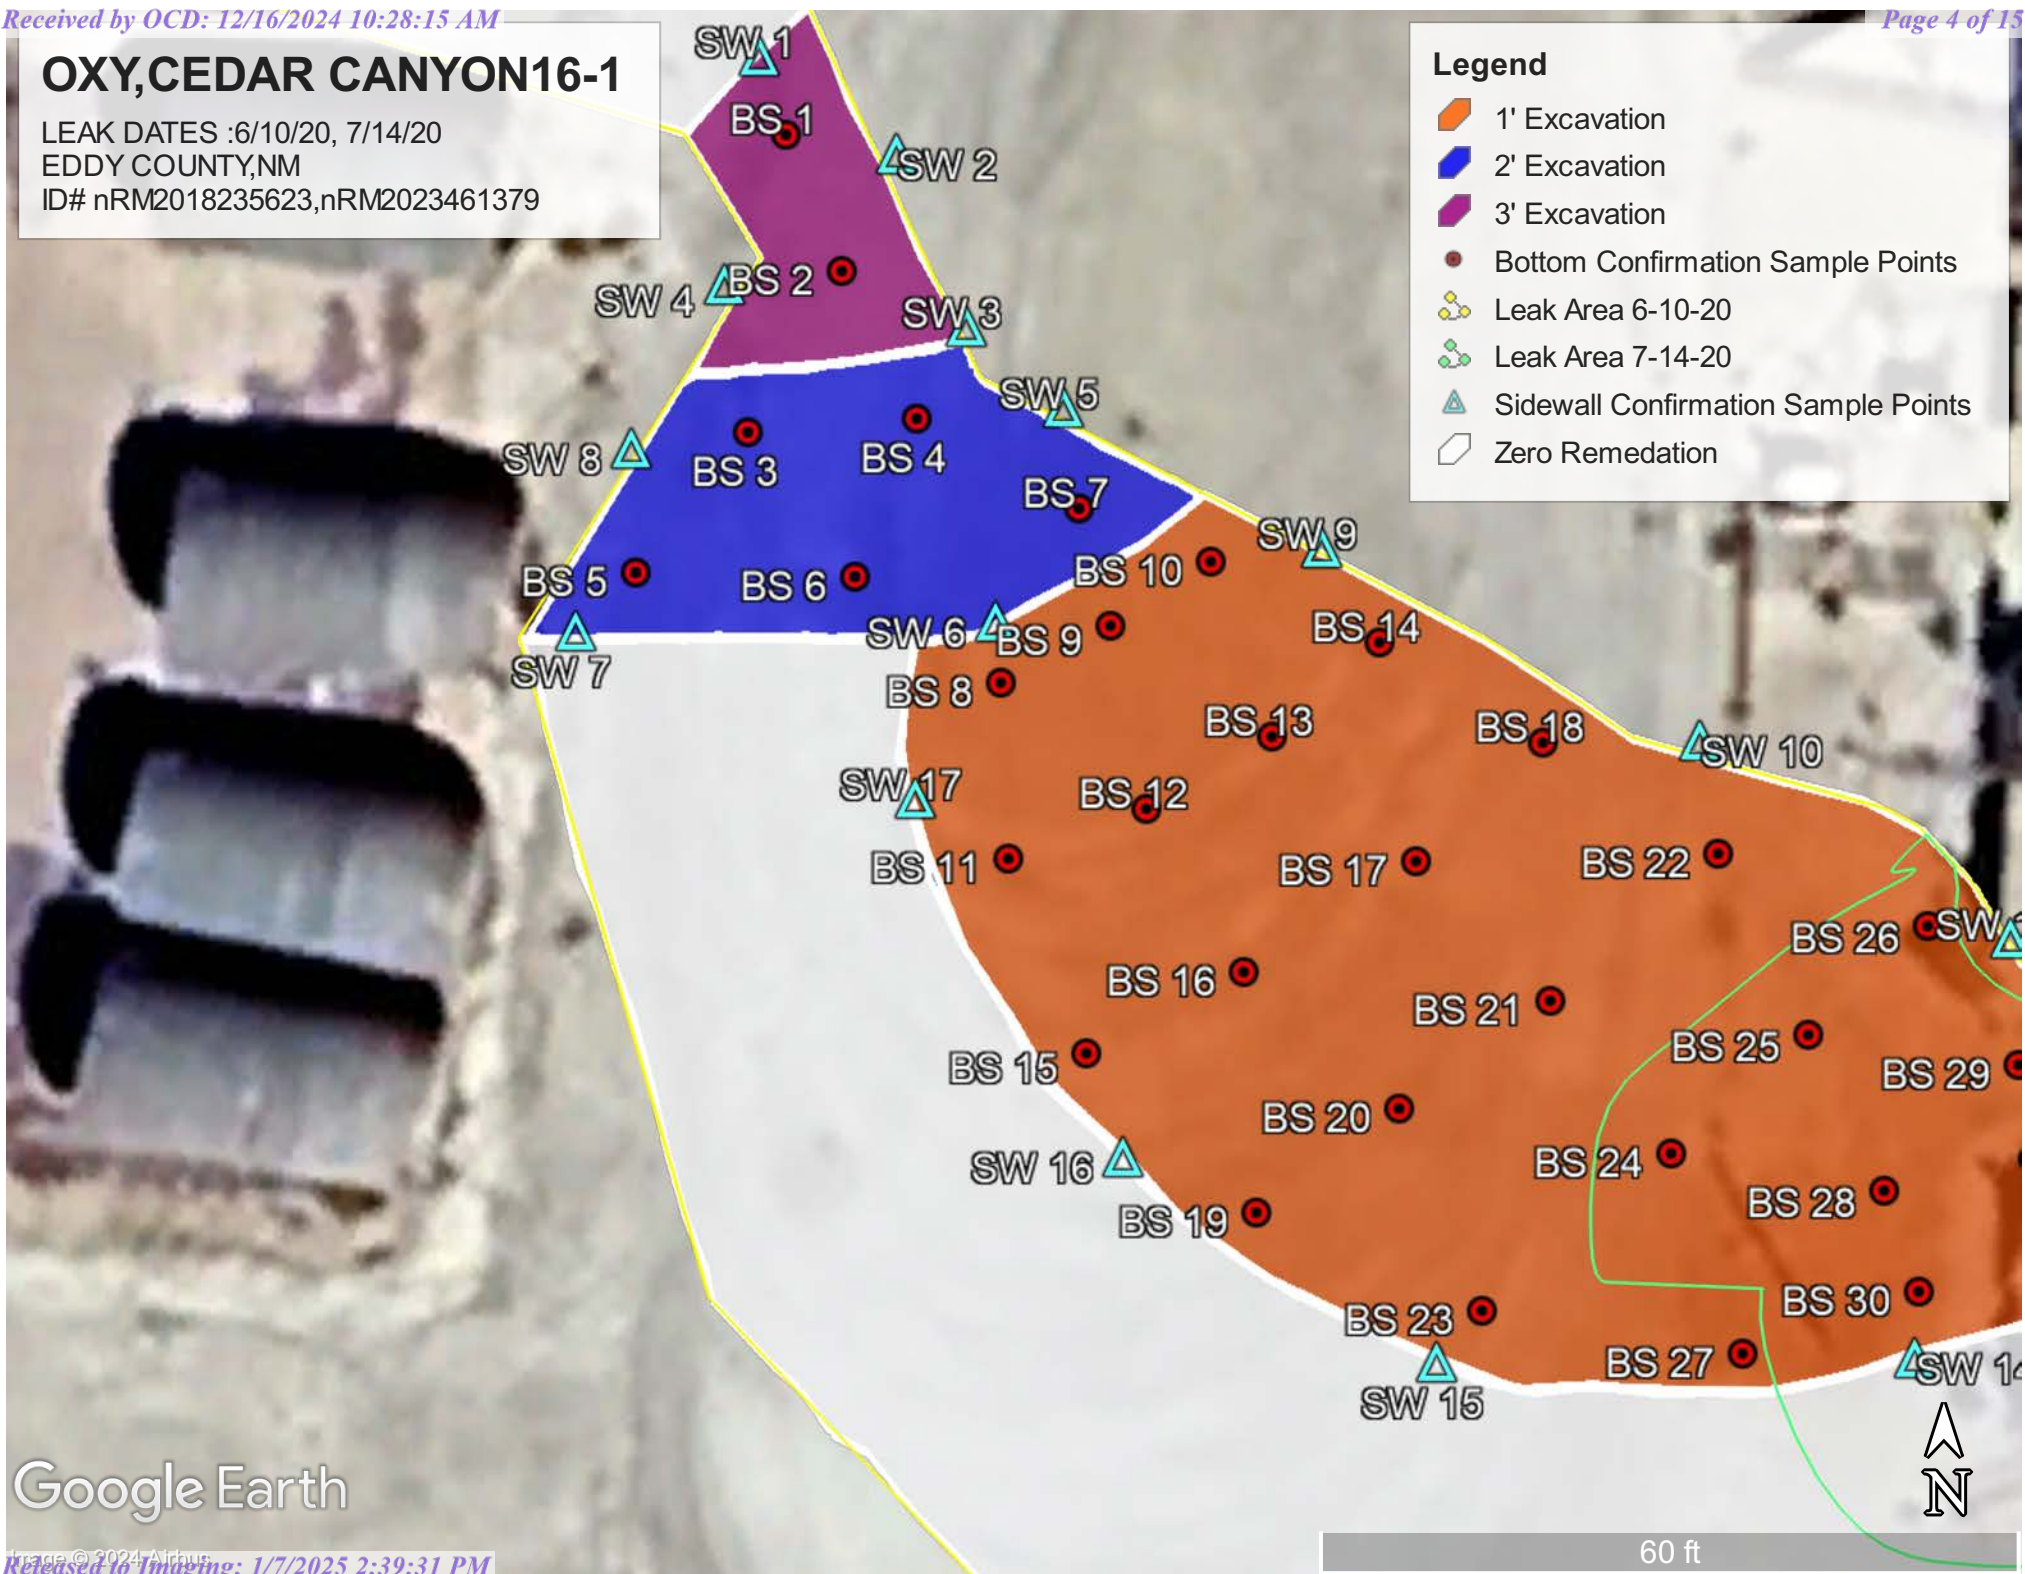 Received by OCD: 12/16/2024 10:28:15 AM
Page 4 of 15
OXY,CEDAR CANYON16-1
LEAK DATES :6/10/20, 7/14/20
EDDY COUNTY,NM
ID# nRM2018235623,nRM2023461379
Legend
1' Excavation
2' Excavation
3' Excavation
Bottom Confirmation Sample Points
Leak Area 6-10-20
Leak Area 7-14-20
Sidewall Confirmation Sample Points
Zero Remedation
SW 1
BS 1
SW 2
BS 2
SW 4
SW 3
SW 5
SW 8
BS 3
BS 4
BS 7
SW 9
BS 5
BS 6
BS 10
SW 6
BS 9
BS 14
SW 7
BS 8
BS 13
BS 18
SW 10
SW 17
BS 12
BS 11
BS 17
BS 22
BS 26
SW
BS 16
BS 21
BS 25
BS 29
BS 15
BS 20
BS 24
SW 16
BS 28
BS 19
BS 30
BS 23
BS 27
SW 14
SW 15
N
Google Earth
60 ft
Image © 2024 Airbus
Released to Imaging: 1/7/2025 2:39:31 PM